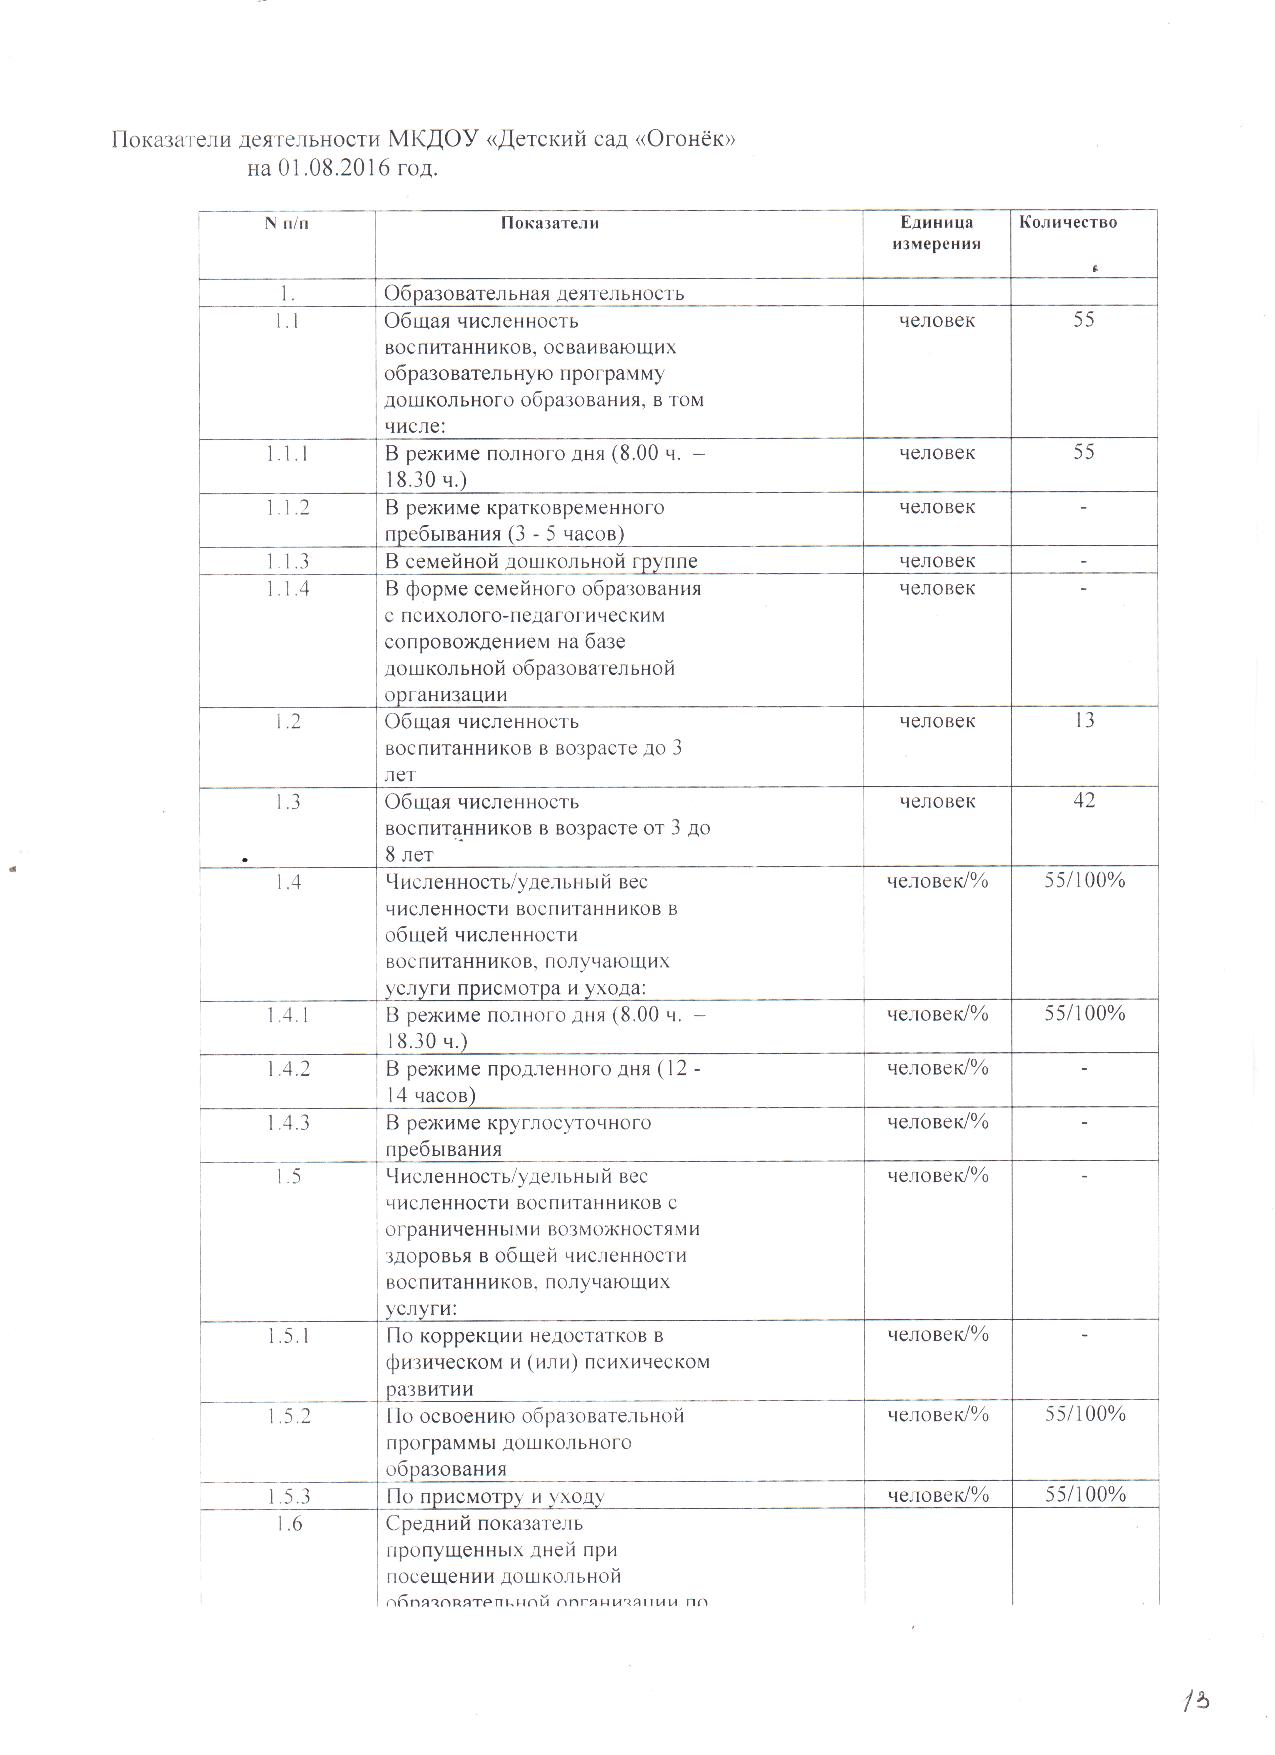 Показатели деятельности МКДОУ «Детский сад «Огонёк»
на 01.08.2016 год.
N п/п Показатели Единица Количество
измерения
1. Образовательная деятельность
1.1 Общая численность человек 55
воспитанников, осваивающих
образовательную программу
дошкольного образования, в том
числе:
1.1.1 В режиме полного дня (8.00 ч. – человек 55
18.30 ч.)
1.1.2 В режиме кратковременного человек -
пребывания (3 - 5 часов)
1.1.3 В семейной дошкольной группе человек -
1.1.4 В форме семейного образования человек -
с психолого-педагогическим
сопровождением на базе
дошкольной образовательной
организации
1.2 Общая численность человек 13
воспитанников в возрасте до 3
лет
1.3 Общая численность человек 42
воспитанников в возрасте от 3 до
8 лет
1.4 Численность/удельный вес человек/% 55/100%
численности воспитанников в
общей численности
воспитанников, получающих
услуги присмотра и ухода:
1.4.1 В режиме полного дня (8.00 ч. – человек/% 55/100%
18.30 ч.)
1.4.2 В режиме продленного дня (12 - человек/% -
14 часов)
1.4.3 В режиме круглосуточного человек/% -
пребывания
1.5 Численность/удельный вес человек/% -
численности воспитанников с
ограниченными возможностями
здоровья в общей численности
воспитанников, получающих
услуги:
1.5.1 По коррекции недостатков в человек/% -
физическом и (или) психическом
развитии
1.5.2 По освоению образовательной человек/% 55/100%
программы дошкольного
образования
1.5.3 По присмотру и уходу человек/% 55/100%
1.6 Средний показатель
пропущенных дней при
посещении дошкольной
образовательной организации по
13